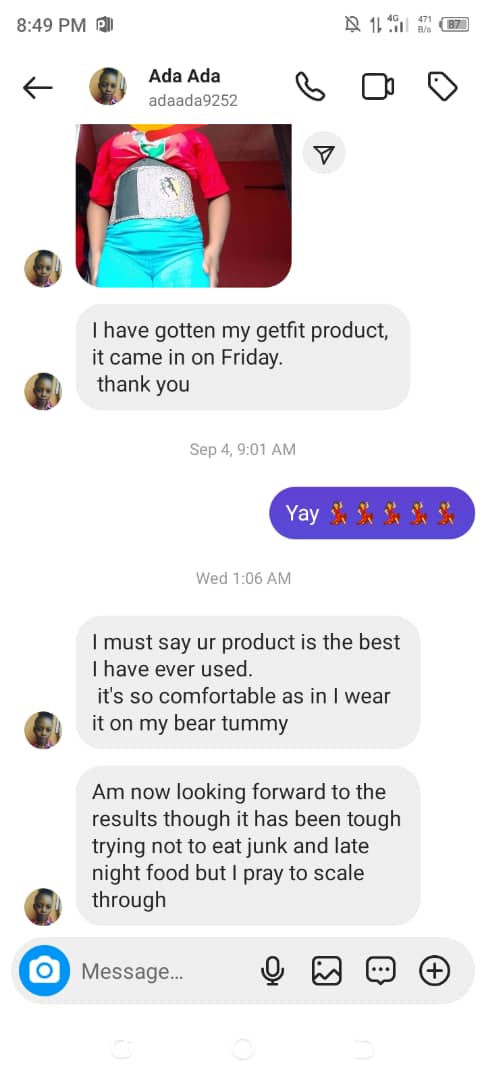 8:49 PM
4G
471
B/s
87
Ada Ada
adaada9252
I have gotten my getfit product,
it came in on Friday.
thank you
Sep 4, 9:01 AM
Yay 💃💃💃💃💃
Wed 1:06 AM
I must say ur product is the best
I have ever used.
it's so comfortable as in I wear
it on my bear tummy
Am now looking forward to the
results though it has been tough
trying not to eat junk and late
night food but I pray to scale
through
Message...